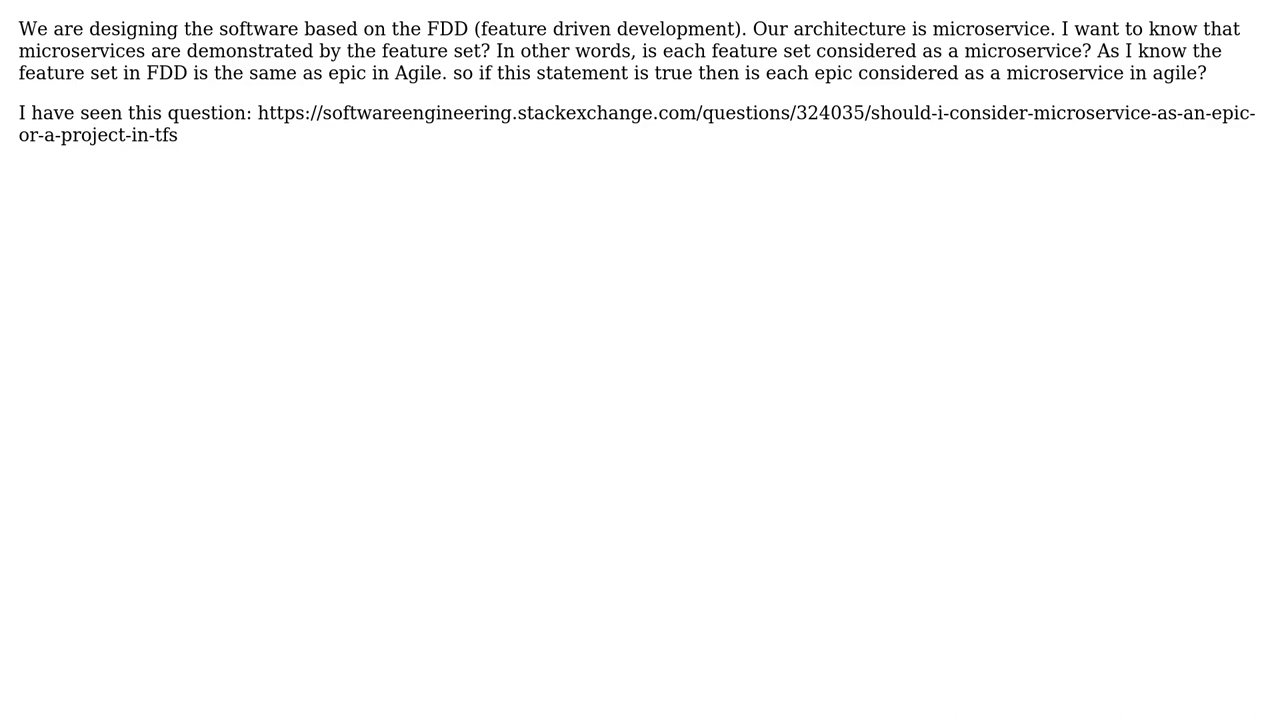 We are designing the software based on the FDD (feature driven development). Our architecture is microservice. I want to know that
microservices are demonstrated by the feature set? In other words, is each feature set considered as a microservice? As I know the
feature set in FDD is the same as epic in Agile. so if this statement is true then is each epic considered as a microservice in agile?
I have seen this question: https://softwareengineering.stackexchange.com/questions/324035/should-i-consider-microservice-as-an-epic-
or-a-project-in-tfs